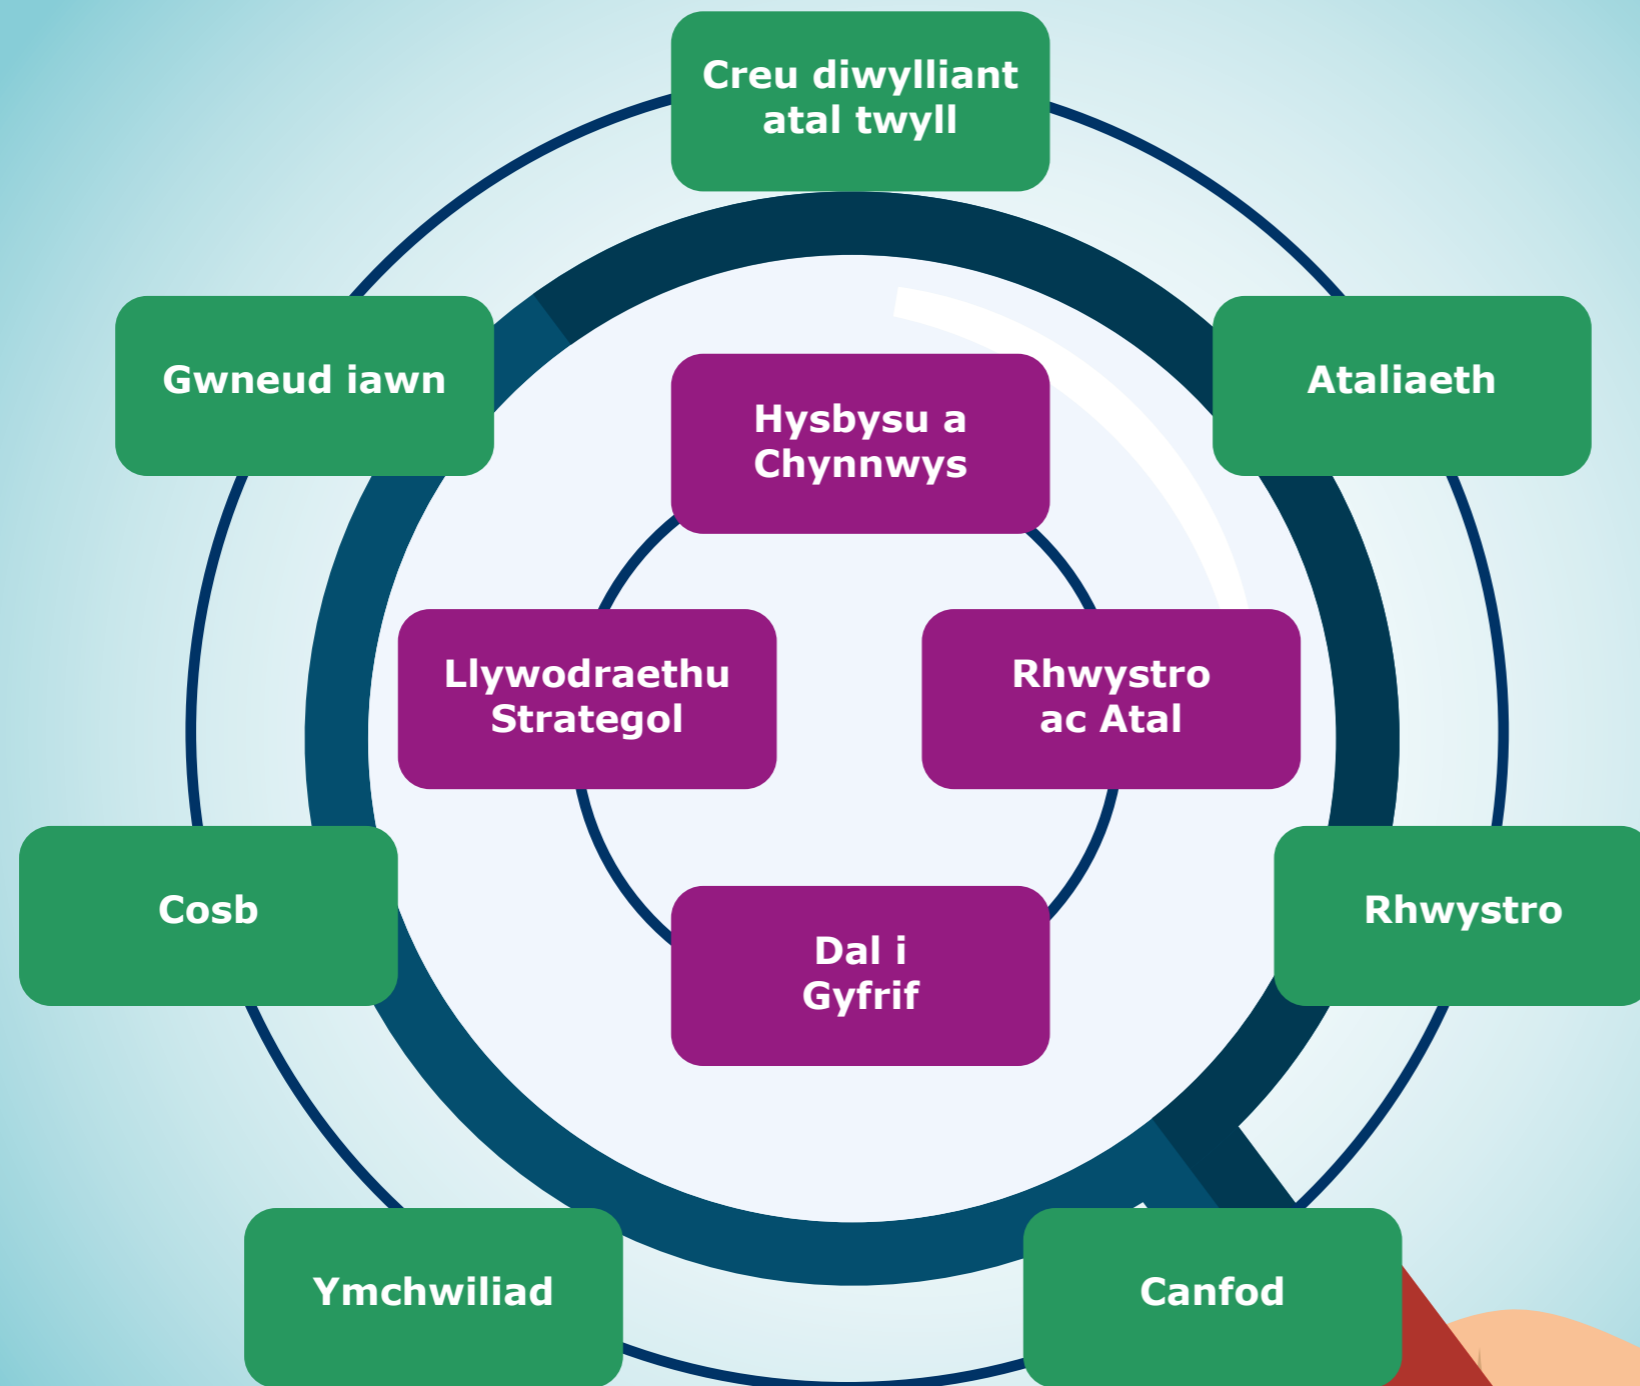 Creu diwylliant
atal twyll
Gwneud iawn
Ataliaeth
Hysbysu a
Chynnwys
Llywodraethu
Strategol
Rhwystro
ac Atal
Cosb
Rhwystro
Dal i
Gyfrif
Ymchwiliad
Canfod